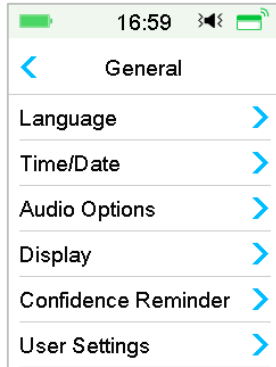 16:59
General
Language
Time/Date
Audio Options
Display
Confidence Reminder
User Settings